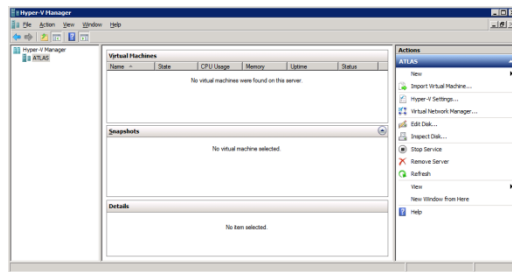 Hyper-V Manager
File Action View Window Help
Hyper-V Manager
ATLAS
Virtual Machines
Name State CPU Usage Memory Uptime Status
No virtual machines were found on this server.
Snapshots
No virtual machine selected.
Details
No item selected.
Actions
ATLAS
New
Import Virtual Machine...
Hyper-V Settings...
Virtual Network Manager...
Edit Disk...
Inspect Disk...
Stop Service
Remove Server
Refresh
View
New Window from Here
Help